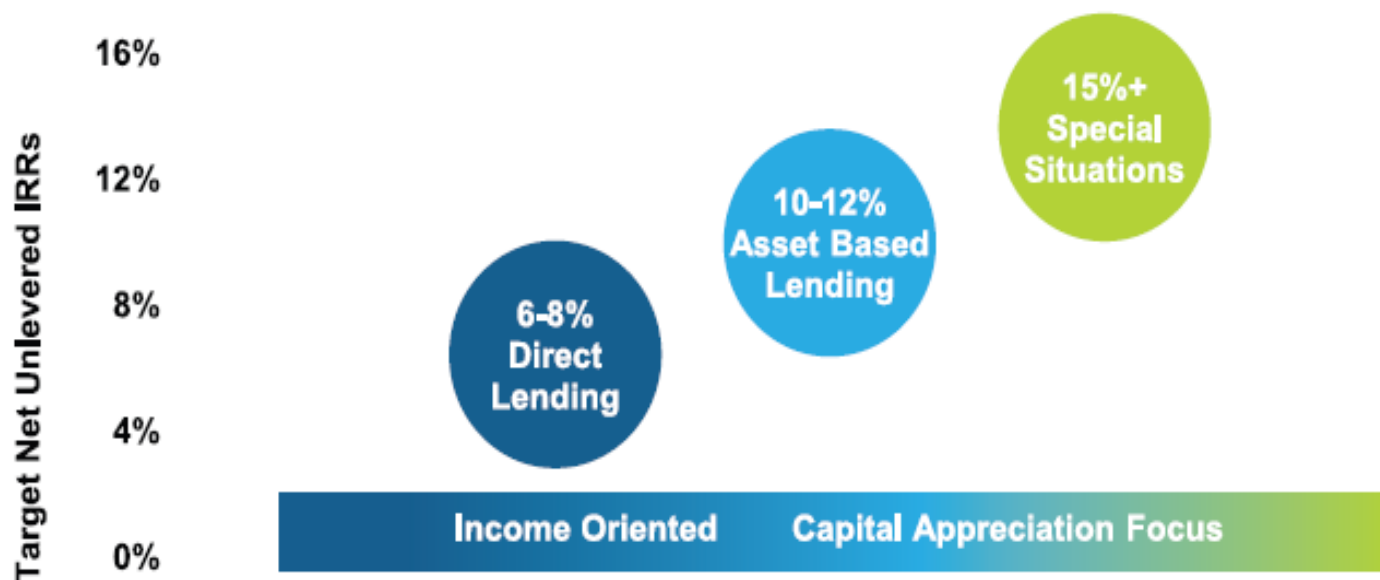 Target Net Unlevered IRRs
16%
12%
8%
4%
0%
15%+
Special
Situations
10-12%
Asset Based
Lending
6-8%
Direct
Lending
Income Oriented
Capital Appreciation Focus